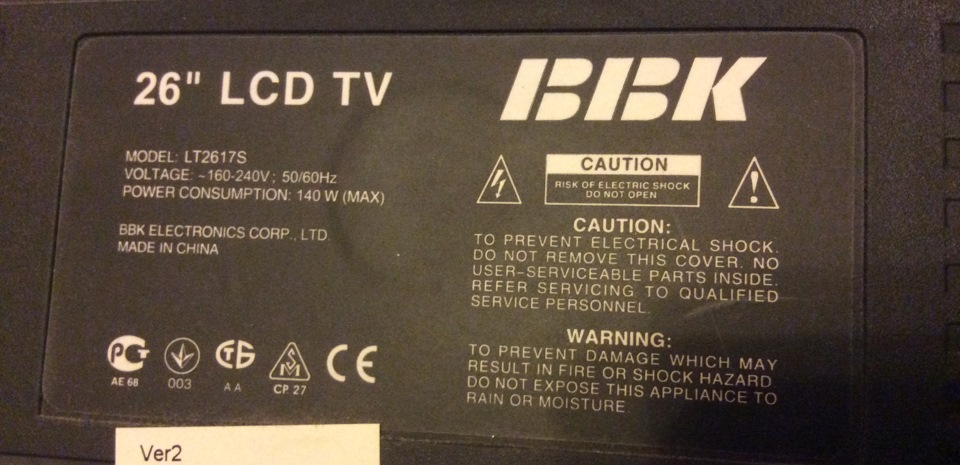 26" LCD TV
MODEL: LT2617S
VOLTAGE: ~160-240V; 50/60Hz
POWER CONSUMPTION: 140 W (MAX)
BBK ELECTRONICS CORP., LTD.
MADE IN CHINA
PCT
AE 68
003
AA
CP 27
CE
Ver2
BBK
CAUTION
RISK OF ELECTRIC SHOCK
DO NOT OPEN
CAUTION:
TO PREVENT ELECTRICAL SHOCK.
DO NOT REMOVE THIS COVER. NO
USER-SERVICEABLE PARTS INSIDE.
REFER SERVICING TO QUALIFIED
SERVICE PERSONNEL.
WARNING:
TO PREVENT DAMAGE WHICH MAY
RESULT IN FIRE OR SHOCK HAZARD
DO NOT EXPOSE THIS APPLIANCE TO
RAIN OR MOISTURE.